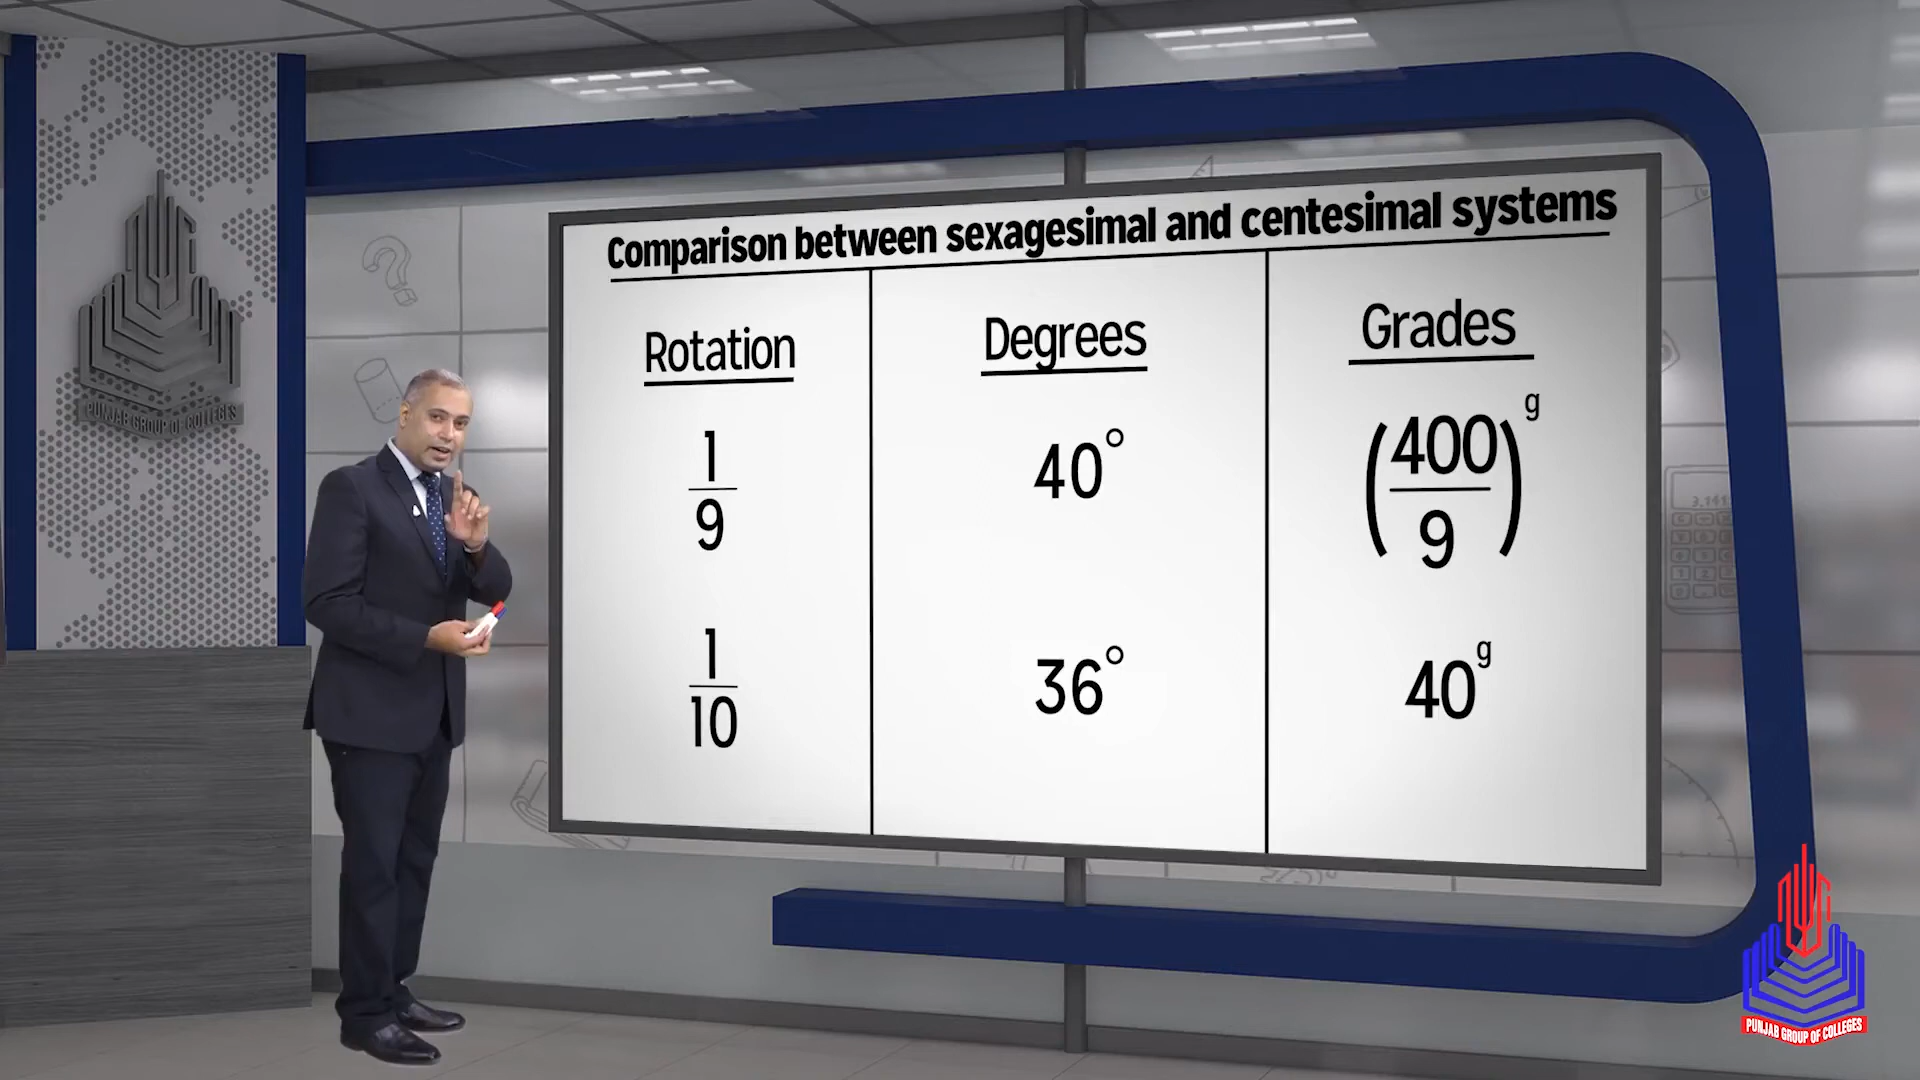 PUNJAB GROUP OF COLLEGES
Comparison between sexagesimal and centesimal systems
Rotation Degrees Grades
1/9 40° (400/9)^g
1/10 36° 40^g
PUNJAB GROUP OF COLLEGES